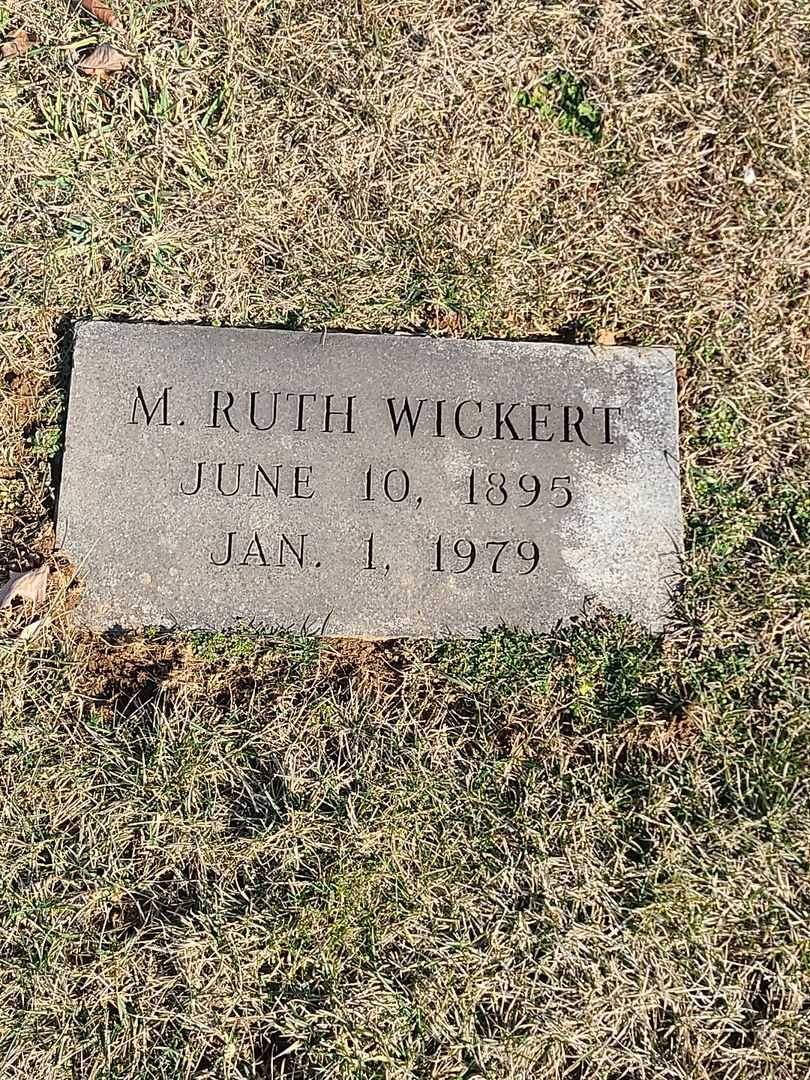 M. RUTH WICKERT
JUNE 10, 1895
JAN. 1, 1979